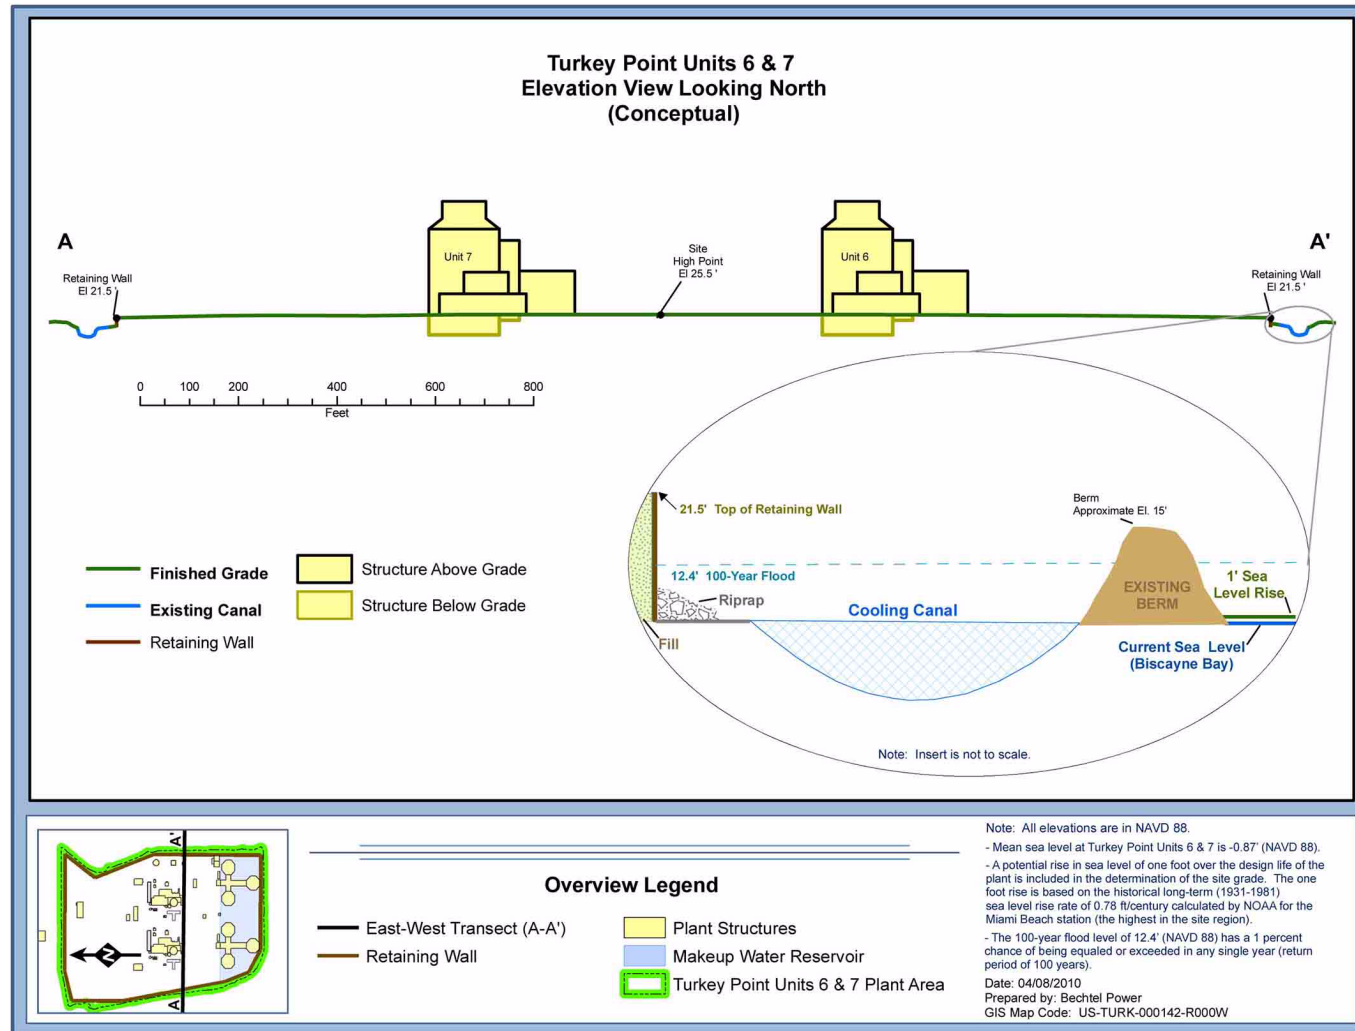 Turkey Point Units 6 & 7
Elevation View Looking North
(Conceptual)
A
A'
Retaining Wall
El 21.5 '
Unit 7
Site
High Point
El 25.5 '
Unit 6
Retaining Wall
El 21.5 '
0 100 200 400 600 800
Feet
21.5' Top of Retaining Wall
Berm
Approximate El. 15'
12.4' 100-Year Flood
Riprap
Cooling Canal
EXISTING
BERM
1' Sea
Level Rise
Fill
Current Sea Level
(Biscayne Bay)
Note: Insert is not to scale.
Finished Grade
Existing Canal
Retaining Wall
Structure Above Grade
Structure Below Grade
A'
N
A
Overview Legend
East-West Transect (A-A')
Retaining Wall
Plant Structures
Makeup Water Reservoir
Turkey Point Units 6 & 7 Plant Area
Note: All elevations are in NAVD 88.
- Mean sea level at Turkey Point Units 6 & 7 is -0.87' (NAVD 88).
- A potential rise in sea level of one foot over the design life of the
plant is included in the determination of the site grade. The one
foot rise is based on the historical long-term (1931-1981)
sea level rise rate of 0.78 ft/century calculated by NOAA for the
Miami Beach station (the highest in the site region).
- The 100-year flood level of 12.4' (NAVD 88) has a 1 percent
chance of being equaled or exceeded in any single year (return
period of 100 years).
Date: 04/08/2010
Prepared by: Bechtel Power
GIS Map Code: US-TURK-000142-R000W